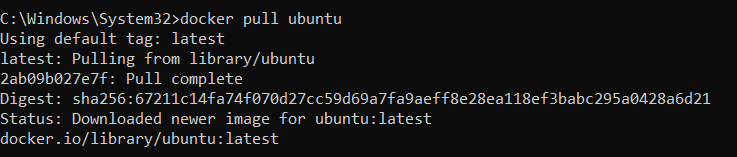 C:\Windows\System32>docker pull ubuntu
Using default tag: latest
latest: Pulling from library/ubuntu
2ab09b027e7f: Pull complete
Digest: sha256:67211c14fa74f070d27cc59d69a7fa9aeff8e28ea118ef3babc295a0428a6d21
Status: Downloaded newer image for ubuntu:latest
docker.io/library/ubuntu:latest